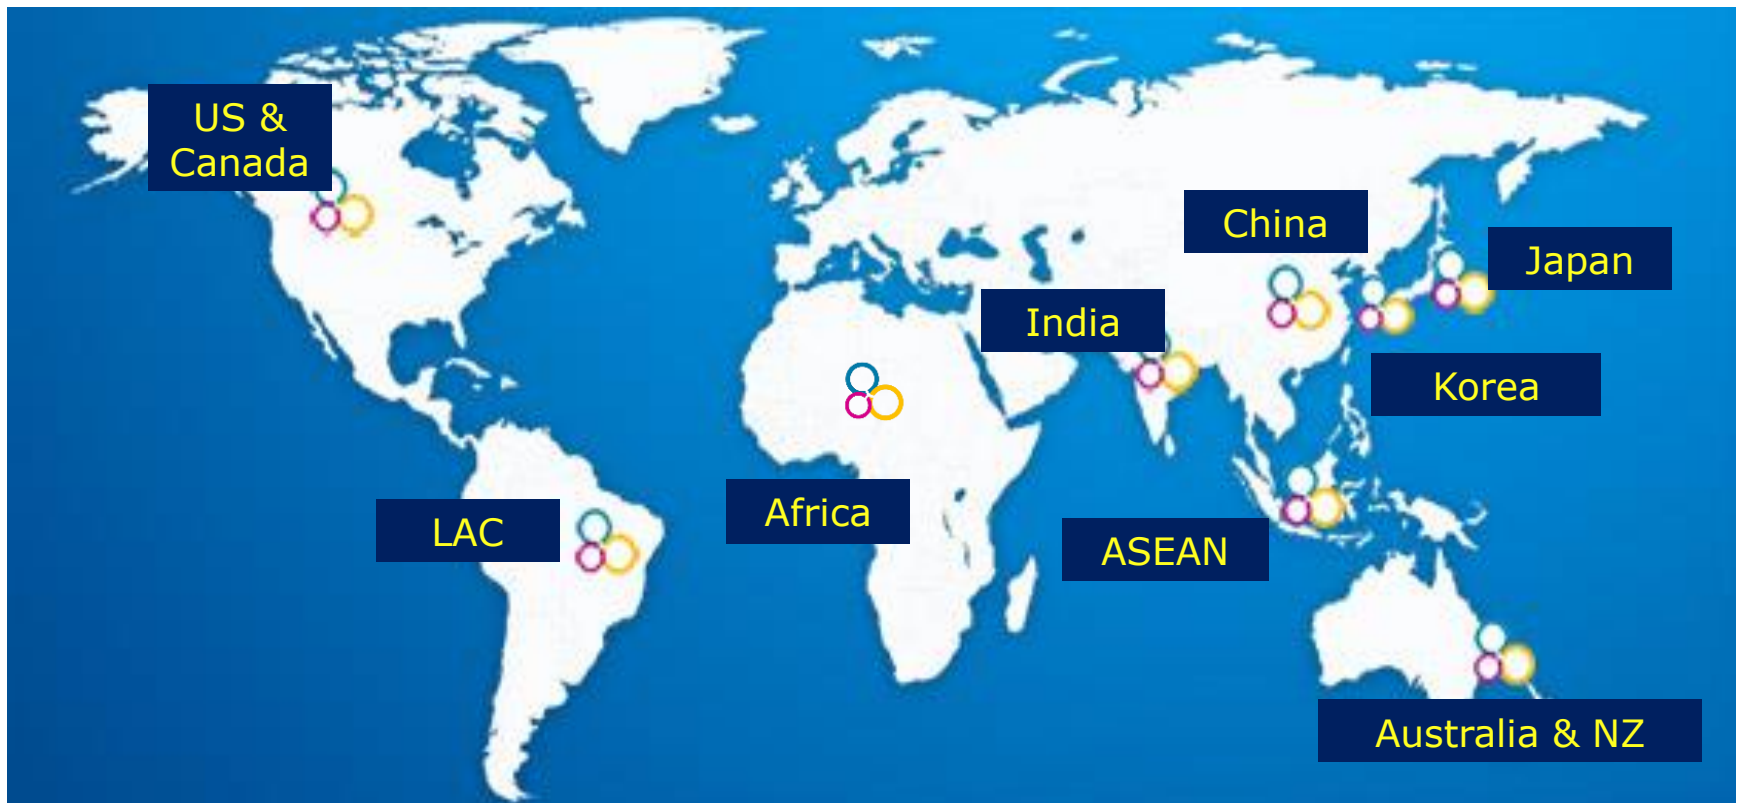 US &
Canada
China
Japan
India
Korea
Africa
LAC
ASEAN
Australia & NZ